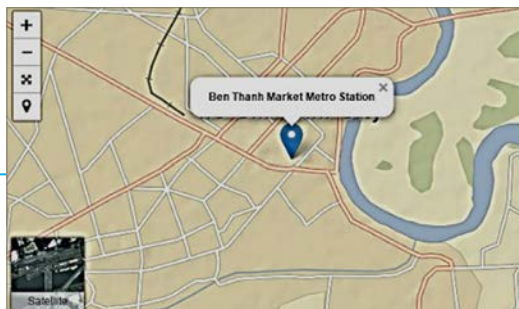 +
−
Ben Thanh Market Metro Station
×
Satellite